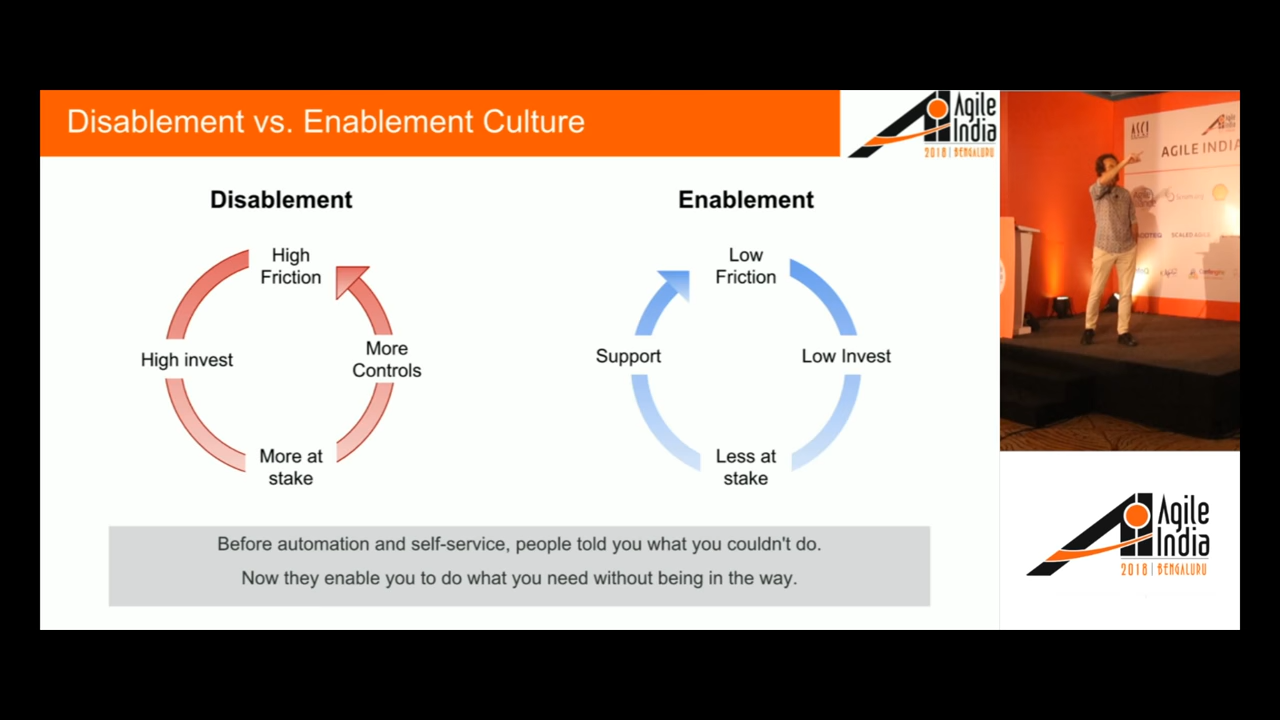 Disablement vs. Enablement Culture
Agile
India
2018 | BENGALURU
Disablement
Enablement
High
Friction
High invest
More
Controls
More at
stake
Low
Friction
Support
Low Invest
Less at
stake
Before automation and self-service, people told you what you couldn't do.
Now they enable you to do what you need without being in the way.
ASCI
Agile
India
AGILE INDIA
SCALED AGILE
Agile
India
2018 | BENGALURU